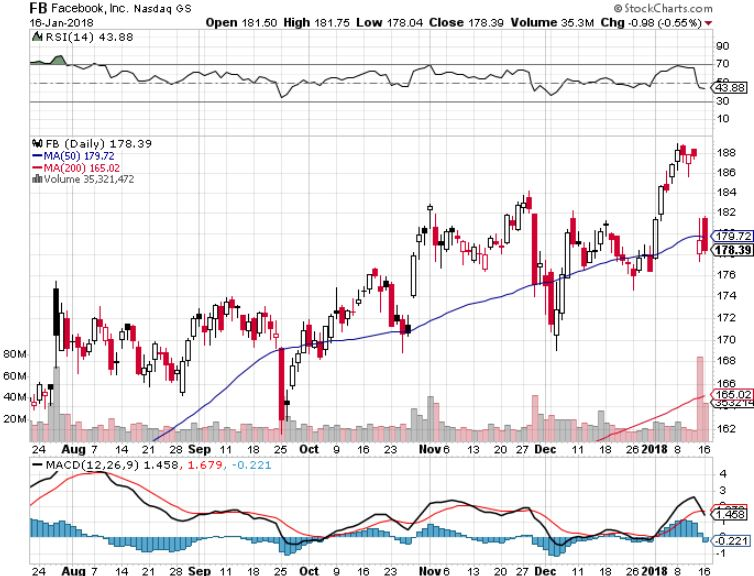 FB Facebook, Inc. Nasdaq GS © StockCharts.com
16-Jan-2018 Open 181.50 High 181.75 Low 178.04 Close 178.39 Volume 35.3M Chg -0.98 (-0.55%)
RSI(14) 43.88
90
70
50
43.88
30
10
FB (Daily) 178.39
MA(50) 179.72
MA(200) 165.02
Volume 35,321,472
188
186
184
182
179.72
178.39
176
174
172
170
80M
168
60M
166
165.02
40M
20M
162
24 Aug 7 14 21 28 Sep 11 18 25 Oct 9 16 23 Nov 6 13 20 27 Dec 11 18 26 2018 8 16
MACD(12,26,9) 1.458, 1.679, -0.221
4
3
2
1.458
-0.221
-1
24 Aug 7 14 21 28 Sep 11 18 25 Oct 9 16 23 Nov 6 13 20 27 Dec 11 18 26 2018 8 16